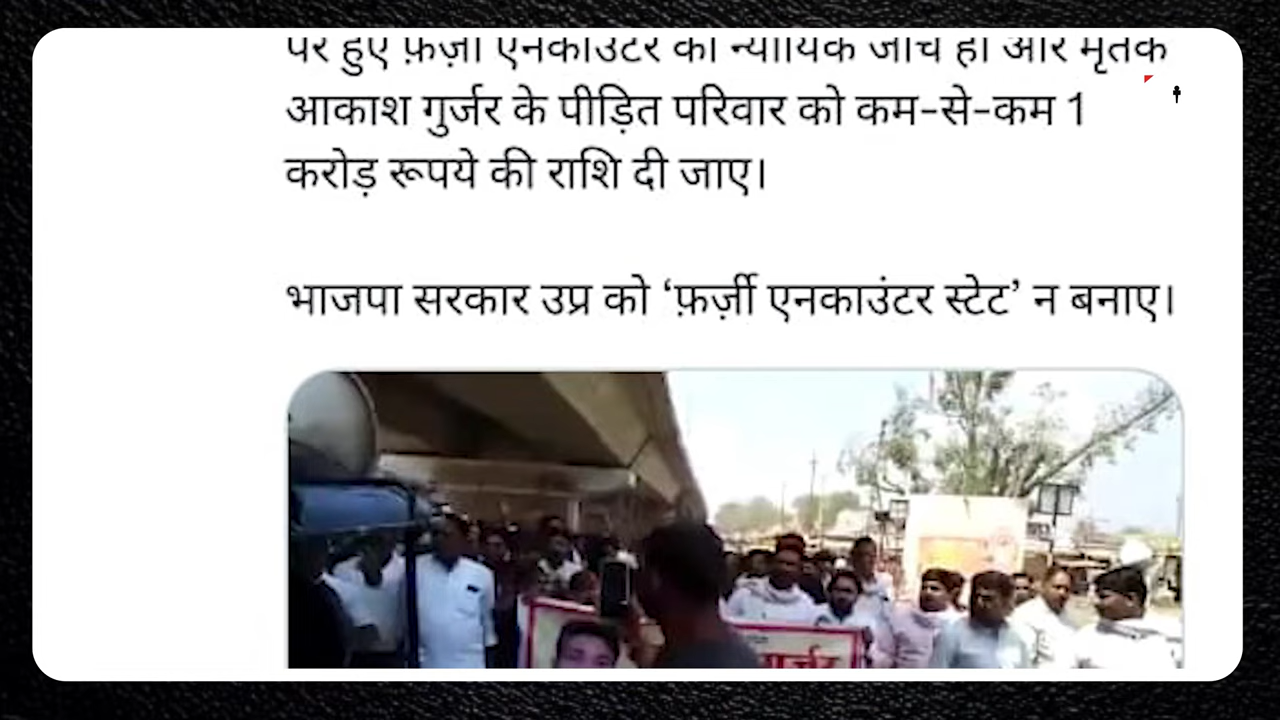 पर हुए फ़र्ज़ी एनकाउंटर की न्यायिक जाँच हो और मृतक
आकाश गुर्जर के पीड़ित परिवार को कम-से-कम 1
करोड़ रूपये की राशि दी जाए।
भाजपा सरकार उप्र को ‘फ़र्ज़ी एनकाउंटर स्टेट’ न बनाए।